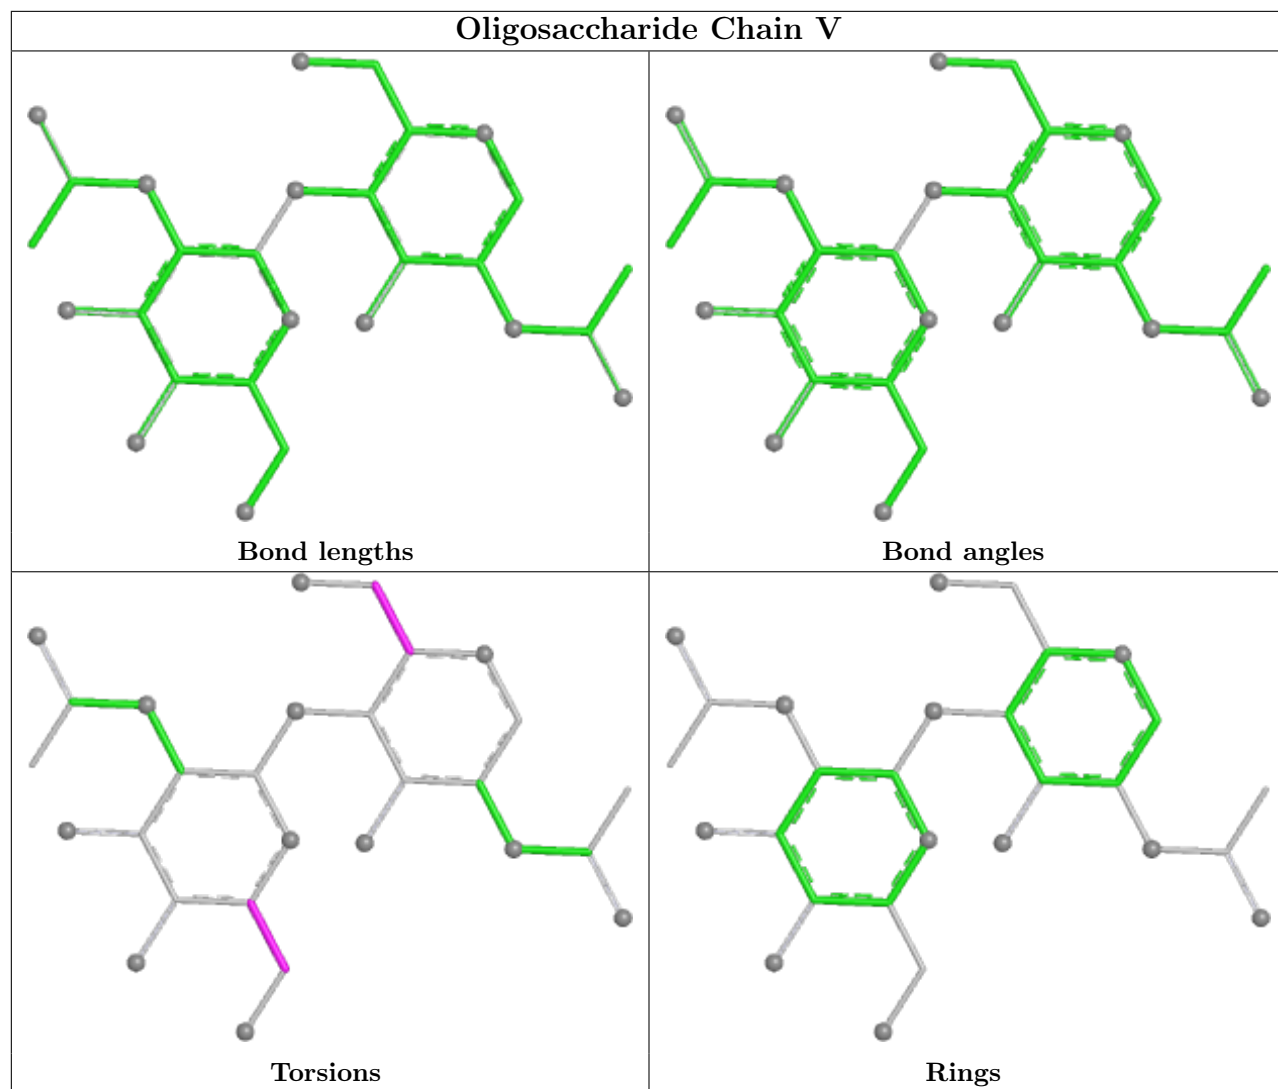 Oligosaccharide Chain V
Bond lengths
Bond angles
Torsions
Rings